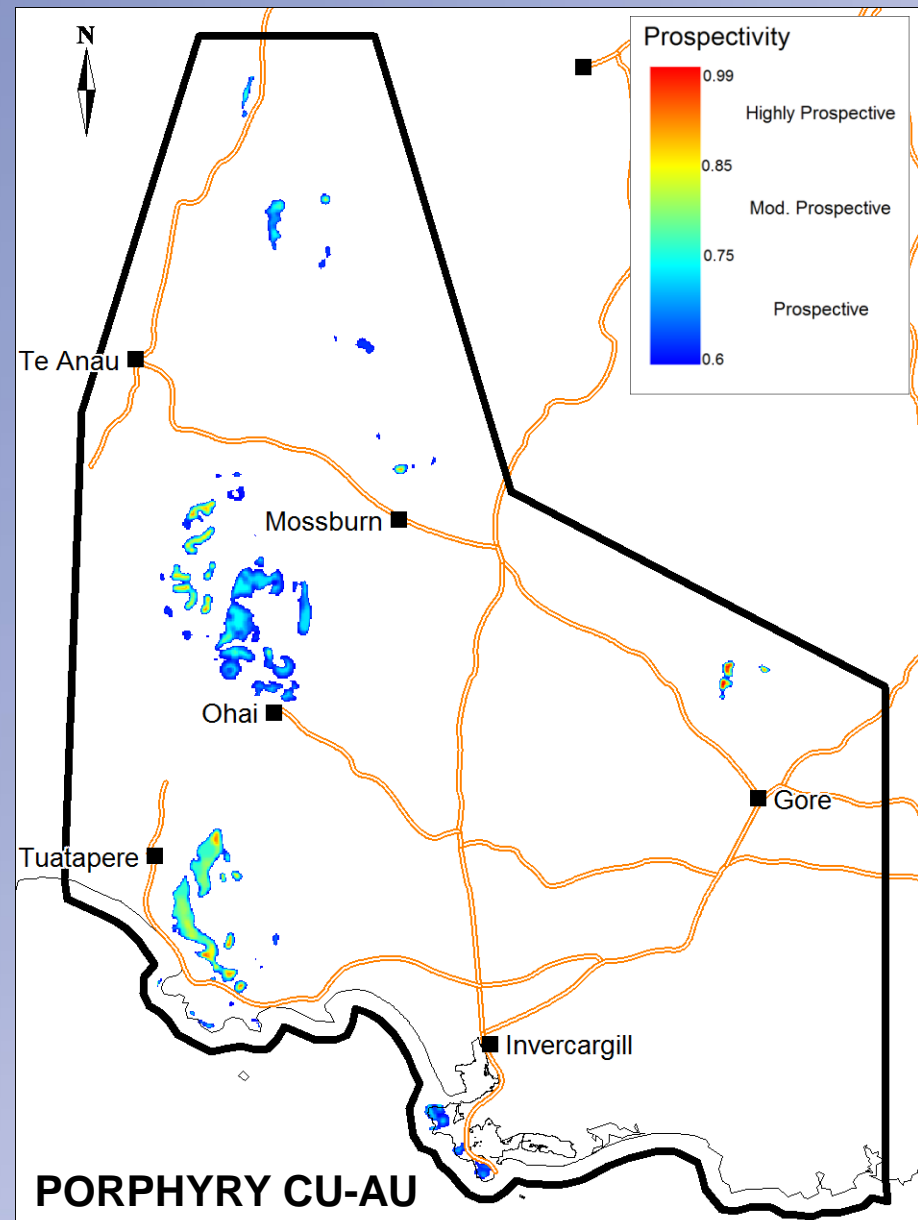 N
Prospectivity
0.99
Highly Prospective
0.85
Mod. Prospective
0.75
Prospective
0.6
Te Anau
Mossburn
Ohai
Gore
Tuatapere
Invercargill
PORPHYRY CU-AU